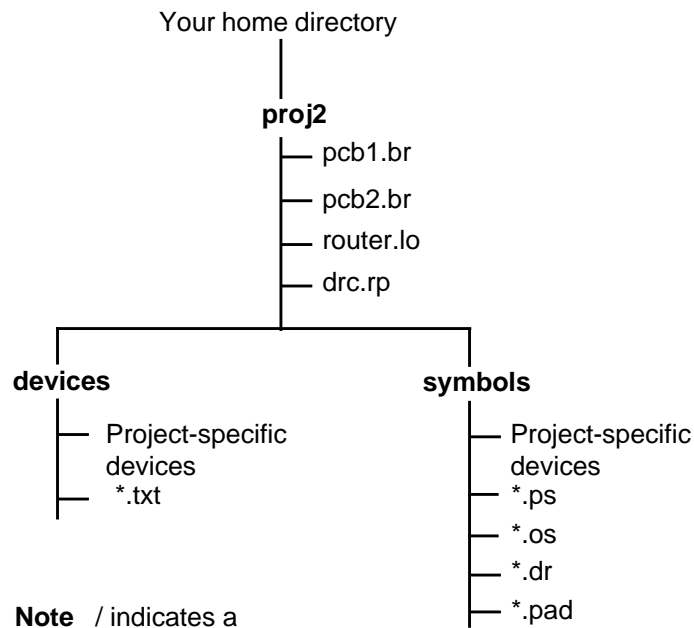 Your home directory
proj2
pcb1.br
pcb2.br
router.lo
drc.rp
devices
Project-specific
devices
*.txt
symbols
Project-specific
devices
*.ps
*.os
*.dr
*.pad
Note / indicates a